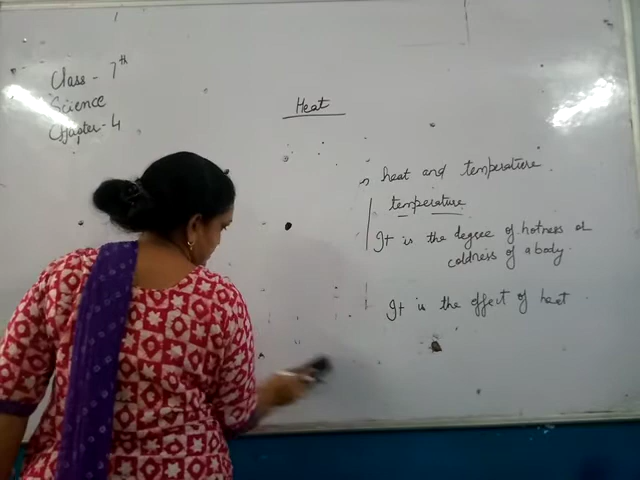 Class - 7th
Science
Chapter - 4
Heat
heat and temperature.
temperature
It is the degree of hotness or
coldness of a body.
It is the effect of heat